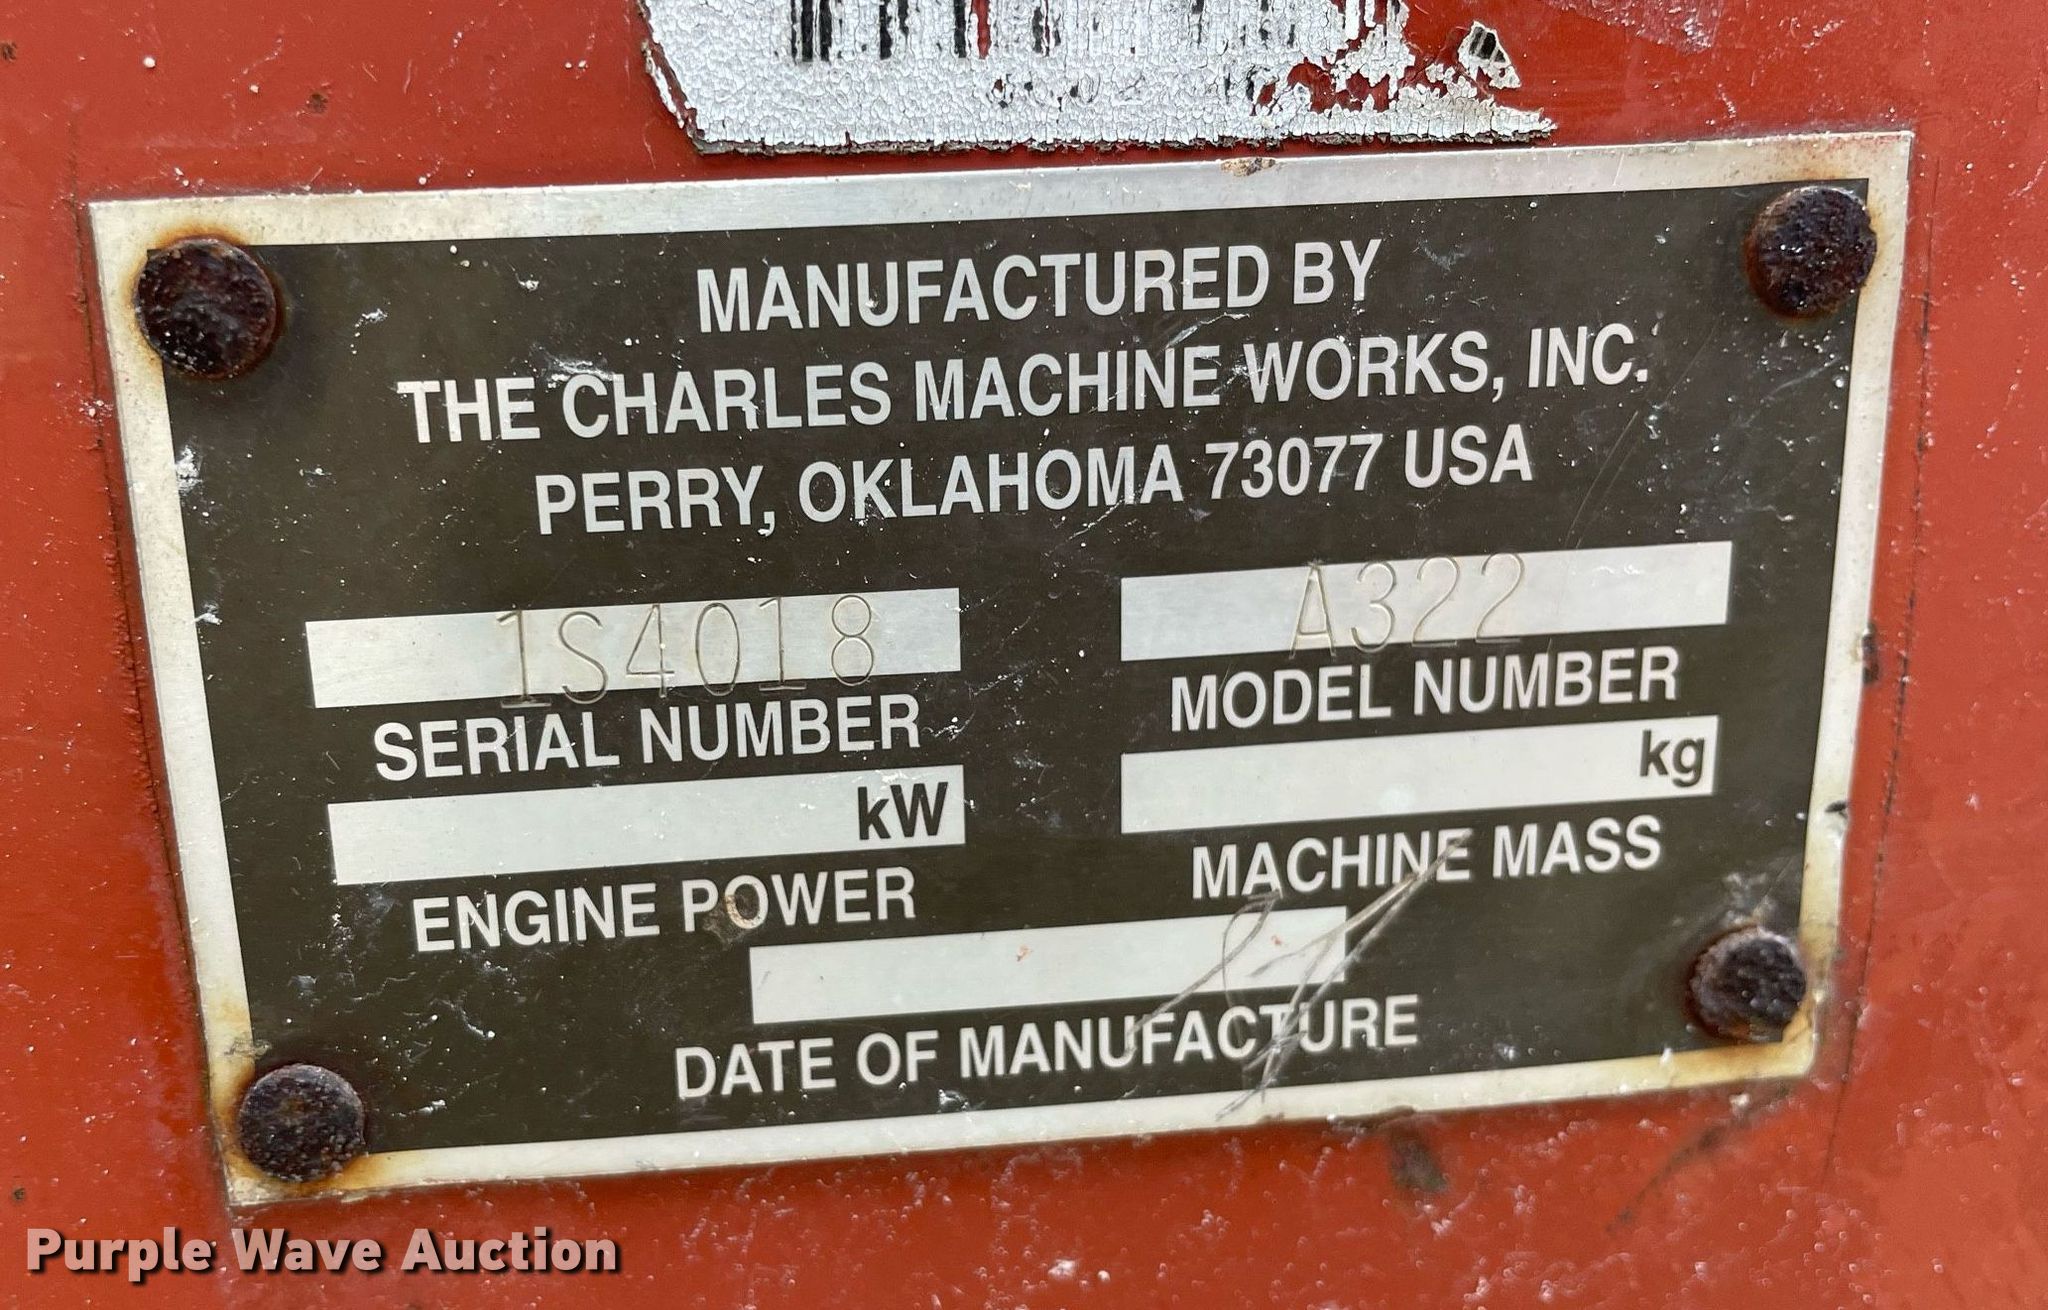 MANUFACTURED BY
THE CHARLES MACHINE WORKS, INC.
PERRY, OKLAHOMA 73077 USA
1S4018 A322
SERIAL NUMBER MODEL NUMBER
kW kg
ENGINE POWER MACHINE MASS
DATE OF MANUFACTURE
Purple Wave Auction